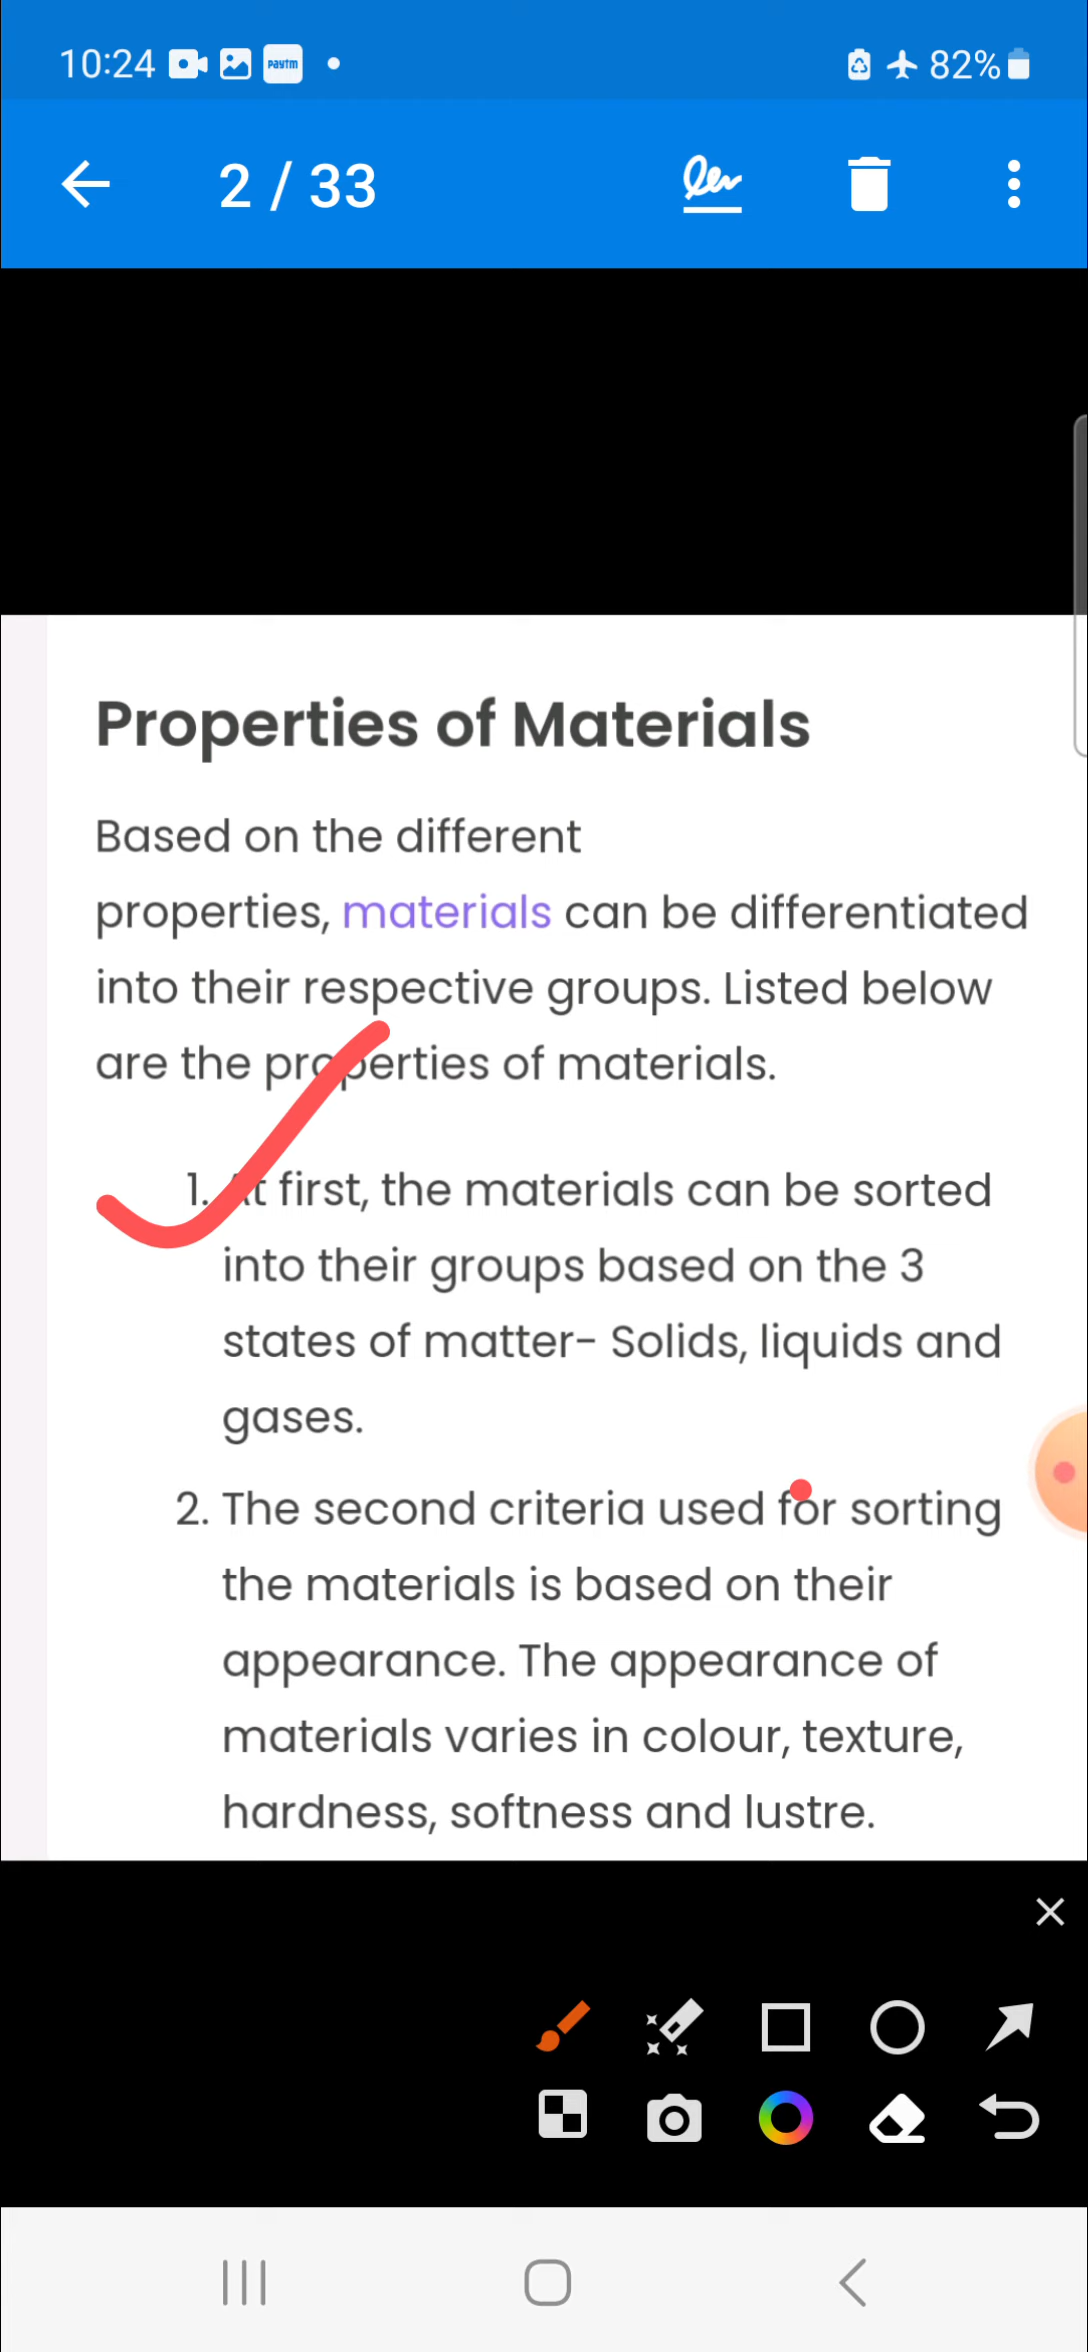 10:24 Paytm 82%
2 / 33
Properties of Materials
Based on the different
properties, materials can be differentiated
into their respective groups. Listed below
are the properties of materials.
1. At first, the materials can be sorted
into their groups based on the 3
states of matter- Solids, liquids and
gases.
2. The second criteria used for sorting
the materials is based on their
appearance. The appearance of
materials varies in colour, texture,
hardness, softness and lustre.